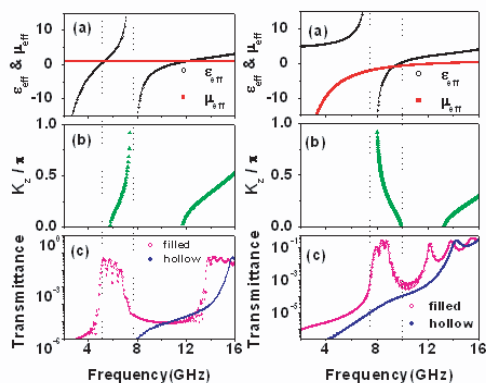 (a)
ε_eff & μ_eff
10
0
-10
ε_eff
μ_eff
(b)
K_z / π
1.0
0.5
0.0
(c)
Transmittance
10^0
10^-1
10^-3
10^-5
filled
hollow
4 8 12 16
Frequency(GHz)
(a)
ε_eff & μ_eff
10
0
-10
ε_eff
μ_eff
(b)
K_z / π
1.0
0.5
0.0
(c)
Transmittance
10^-1
10^-3
10^-5
filled
hollow
4 8 12 16
Frequency(GHz)